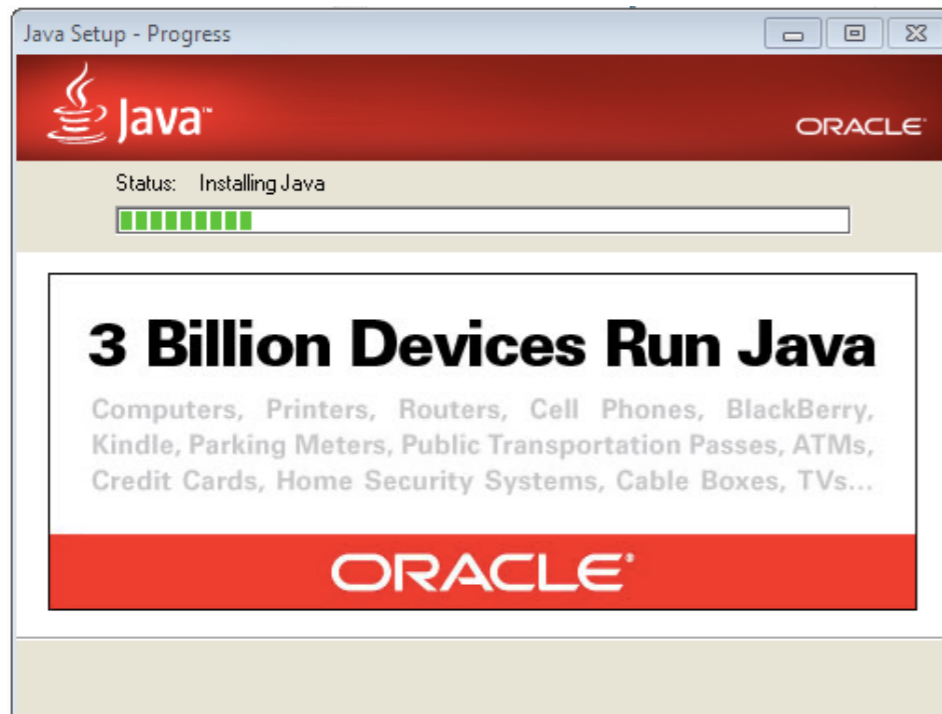 Java Setup - Progress
Java™
ORACLE®
Status: Installing Java
3 Billion Devices Run Java
Computers, Printers, Routers, Cell Phones, BlackBerry,
Kindle, Parking Meters, Public Transportation Passes, ATMs,
Credit Cards, Home Security Systems, Cable Boxes, TVs...
ORACLE®